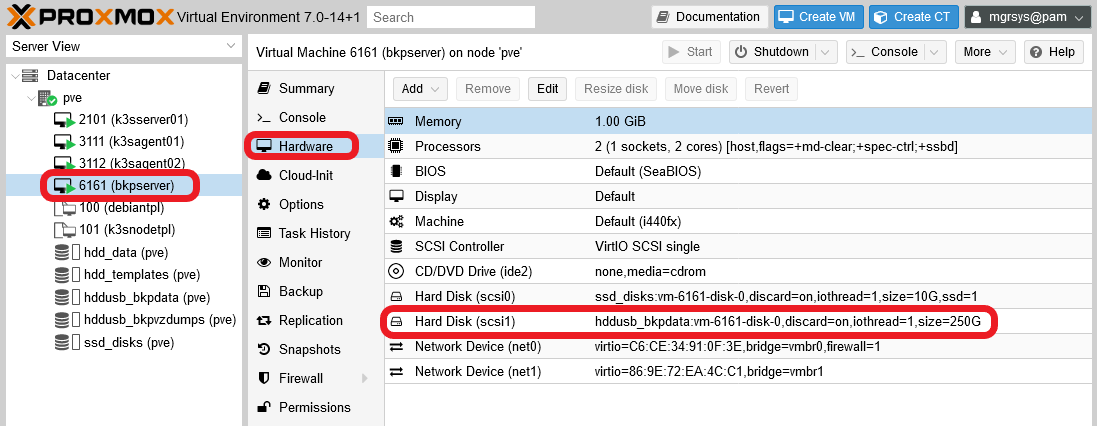 PROXMOX Virtual Environment 7.0-14+1 Search Documentation Create VM Create CT mgrsys@pam
Server View
Datacenter
pve
2101 (k3sserver01)
3111 (k3sagent01)
3112 (k3sagent02)
6161 (bkpserver)
100 (debiantpl)
101 (k3snodetpl)
hdd_data (pve)
hdd_templates (pve)
hddusb_bkpdata (pve)
hddusb_bkpvzdumps (pve)
ssd_disks (pve)
Virtual Machine 6161 (bkpserver) on node 'pve' Start Shutdown >_ Console More Help
Summary
>_ Console
Hardware
Cloud-Init
Options
Task History
Monitor
Backup
Replication
Snapshots
Firewall
Permissions
Add Remove Edit Resize disk Move disk Revert
Memory 1.00 GiB
Processors 2 (1 sockets, 2 cores) [host,flags=+md-clear;+spec-ctrl;+ssbd]
BIOS Default (SeaBIOS)
Display Default
Machine Default (i440fx)
SCSI Controller VirtIO SCSI single
CD/DVD Drive (ide2) none,media=cdrom
Hard Disk (scsi0) ssd_disks:vm-6161-disk-0,discard=on,iothread=1,size=10G,ssd=1
Hard Disk (scsi1) hddusb_bkpdata:vm-6161-disk-0,discard=on,iothread=1,size=250G
Network Device (net0) virtio=C6:CE:34:91:0F:3E,bridge=vmbr0,firewall=1
Network Device (net1) virtio=86:9E:72:EA:4C:C1,bridge=vmbr1